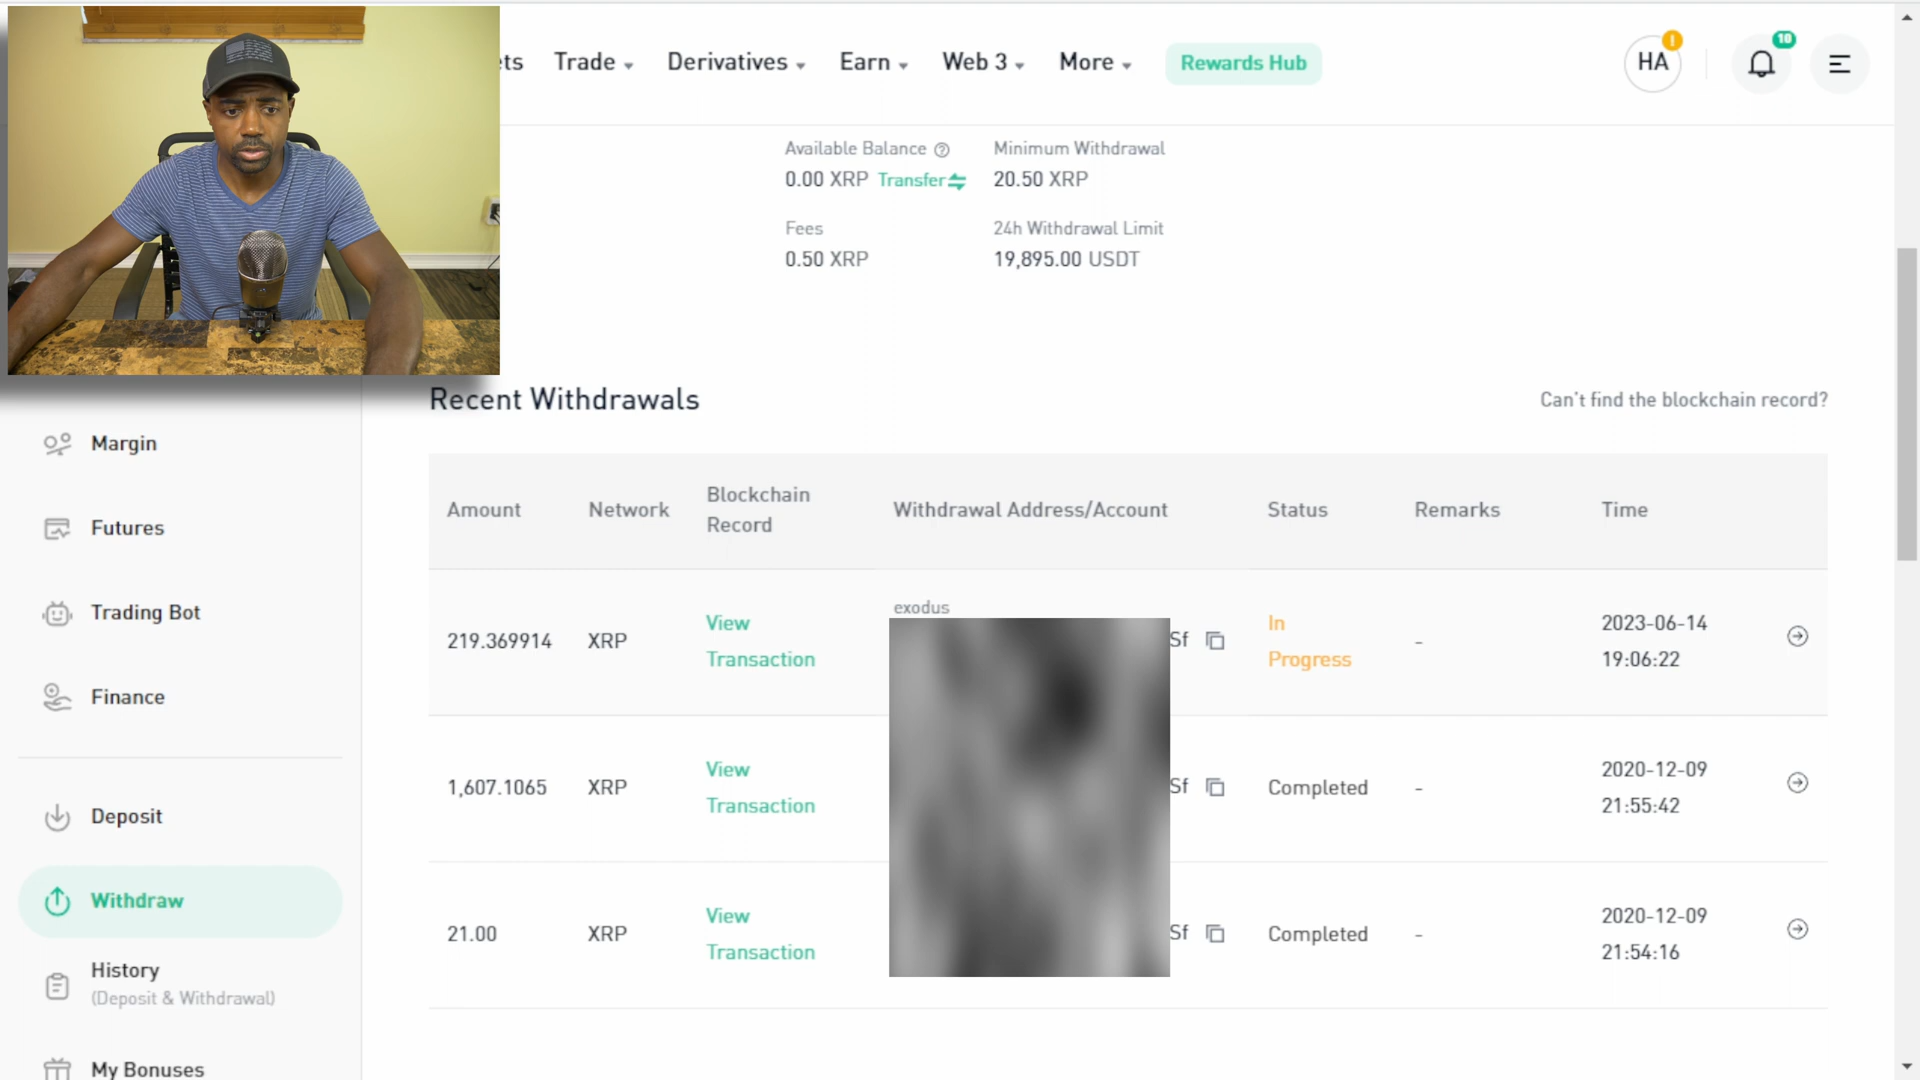 Trade
Derivatives
Earn
Web 3
More
Rewards Hub
HA
10
Available Balance
Minimum Withdrawal
0.00 XRP Transfer
20.50 XRP
Fees
24h Withdrawal Limit
0.50 XRP
19,895.00 USDT
Recent Withdrawals
Can't find the blockchain record?
Margin
Futures
Trading Bot
Finance
Deposit
Withdraw
History
(Deposit & Withdrawal)
My Bonuses
Amount
Network
Blockchain
Record
Withdrawal Address/Account
Status
Remarks
Time
219.369914
XRP
View
Transaction
exodus
Sf
In
Progress
-
2023-06-14
19:06:22
1,607.1065
XRP
View
Transaction
Sf
Completed
-
2020-12-09
21:55:42
21.00
XRP
View
Transaction
Sf
Completed
-
2020-12-09
21:54:16